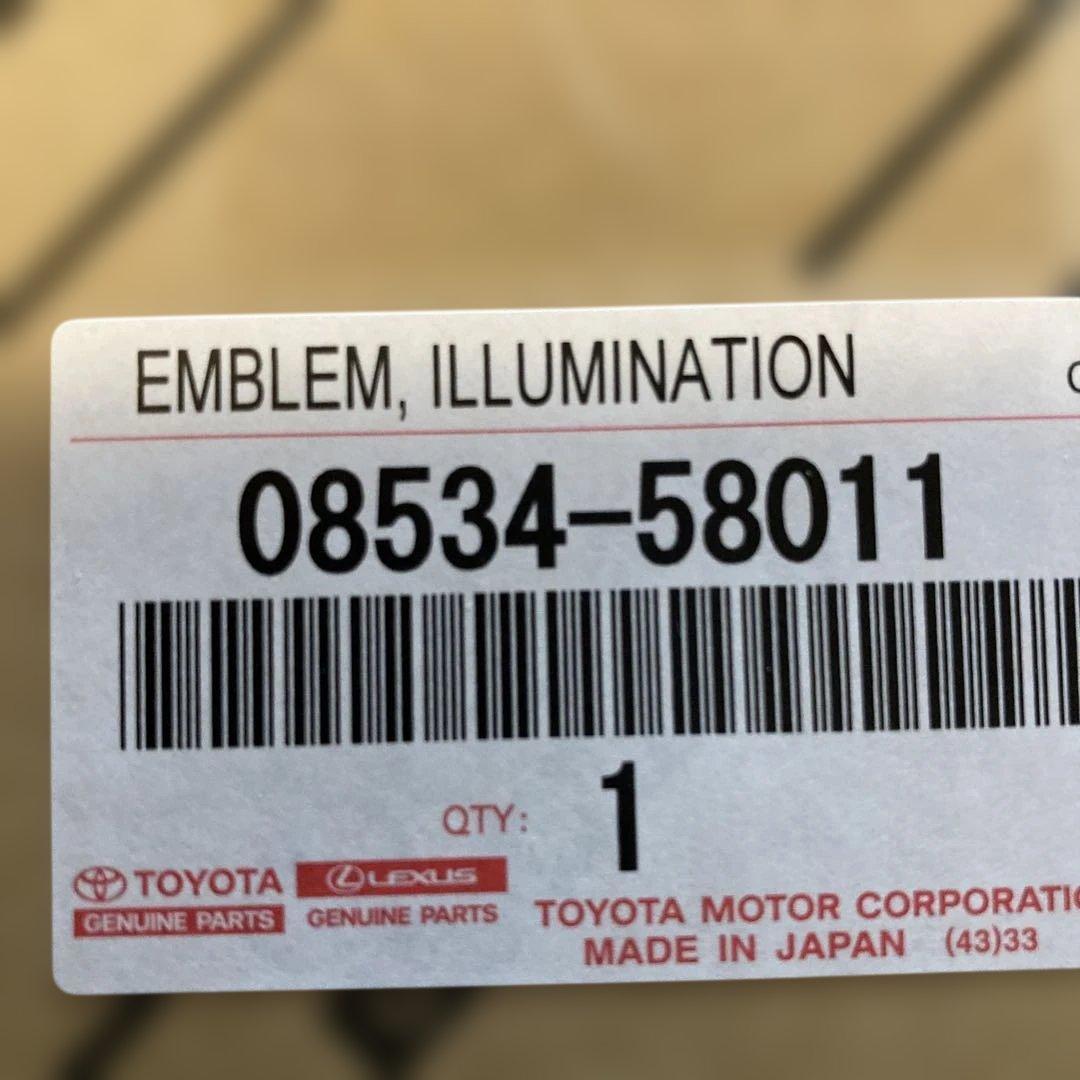 EMBLEM, ILLUMINATION
08534-58011
QTY: 1
TOYOTA LEXUS
GENUINE PARTS GENUINE PARTS
TOYOTA MOTOR
MADE IN JAPAN (43)33